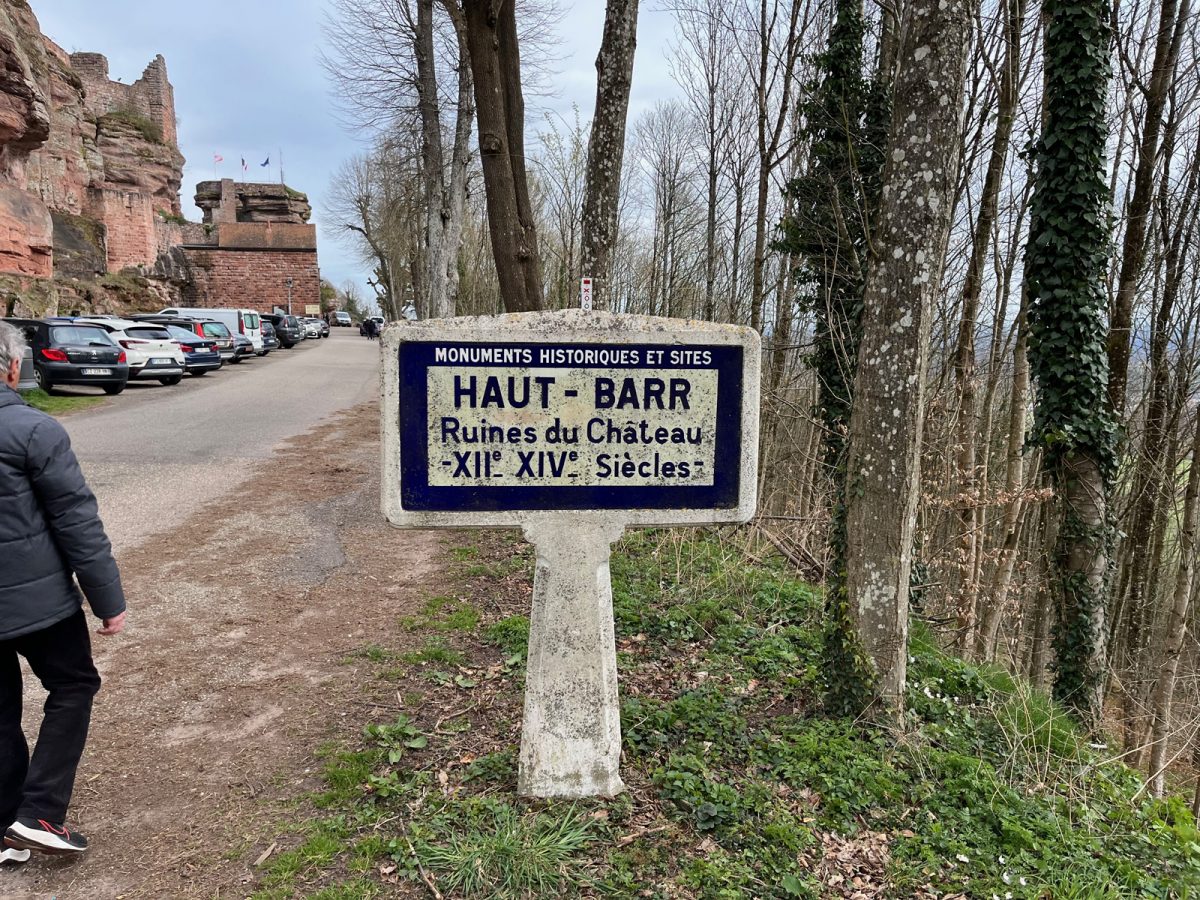 MONUMENTS HISTORIQUES ET SITES
HAUT - BARR
Ruines du Château
-XIIe XIVe Siècles-